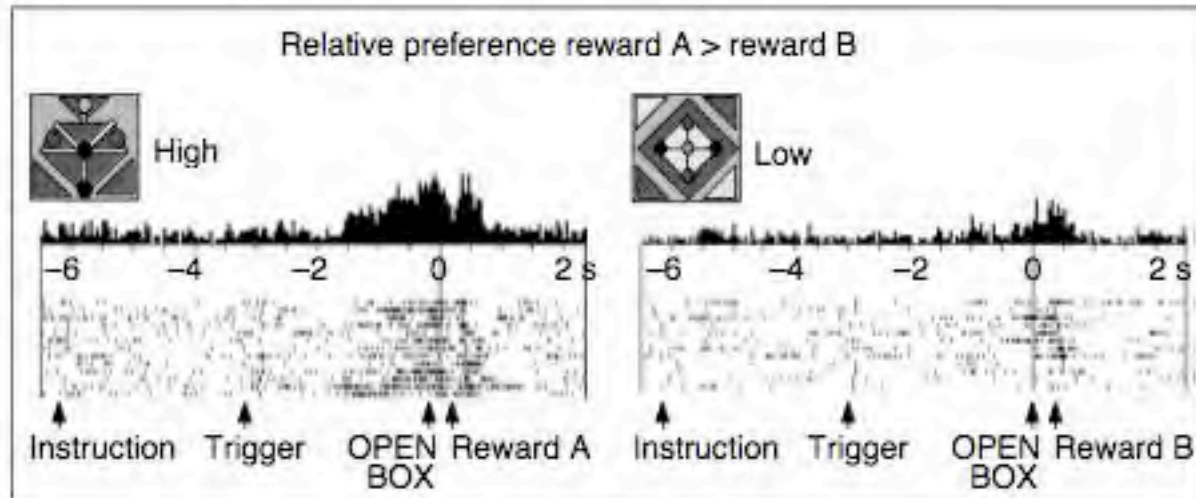 Relative preference reward A > reward B
High
Low
−6 −4 −2 0 2 s
−6 −4 −2 0 2 s
Instruction Trigger OPEN BOX Reward A
Instruction Trigger OPEN BOX Reward B